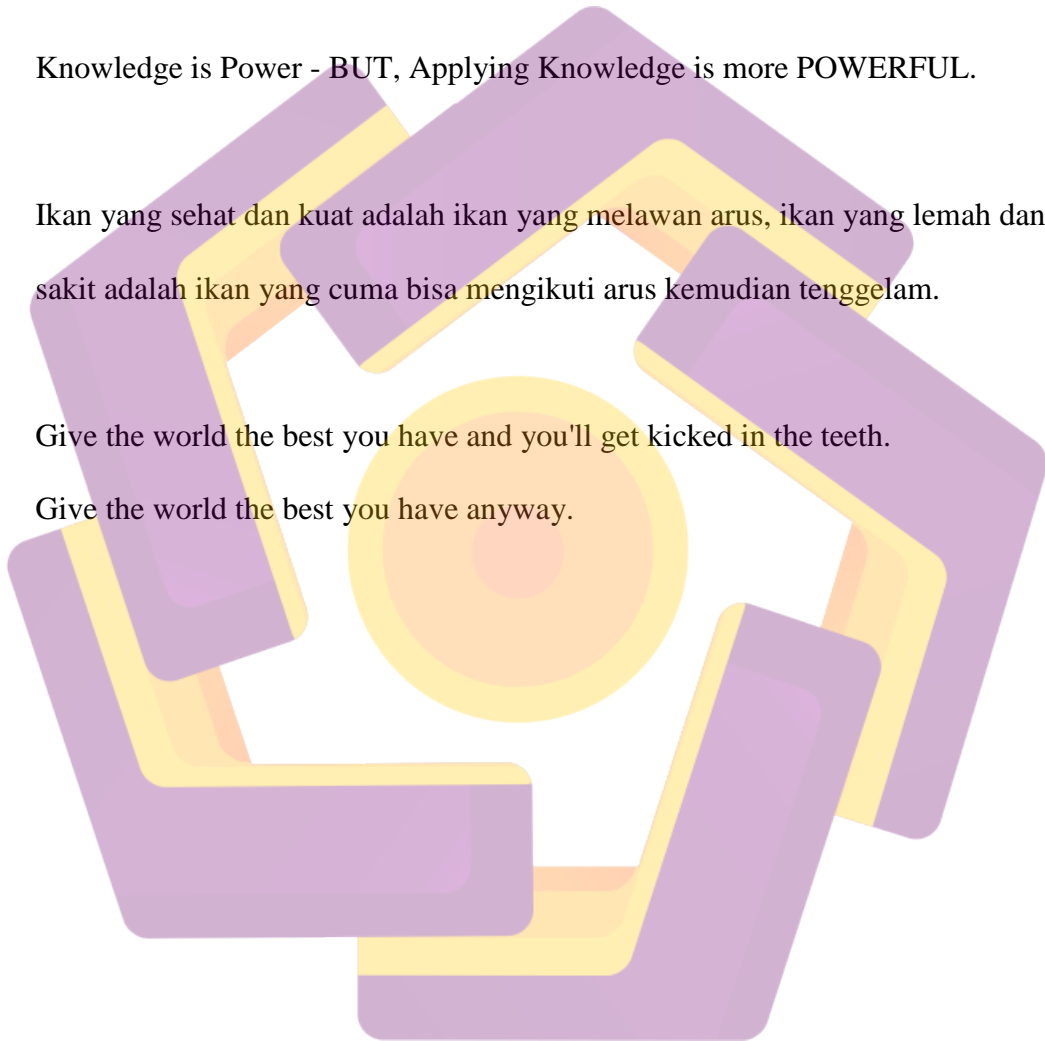 Knowledge is Power - BUT, Applying Knowledge is more POWERFUL.
Ikan yang sehat dan kuat adalah ikan yang melawan arus, ikan yang lemah dan
sakit adalah ikan yang cuma bisa mengikuti arus kemudian tenggelam.
Give the world the best you have and you'll get kicked in the teeth.
Give the world the best you have anyway.